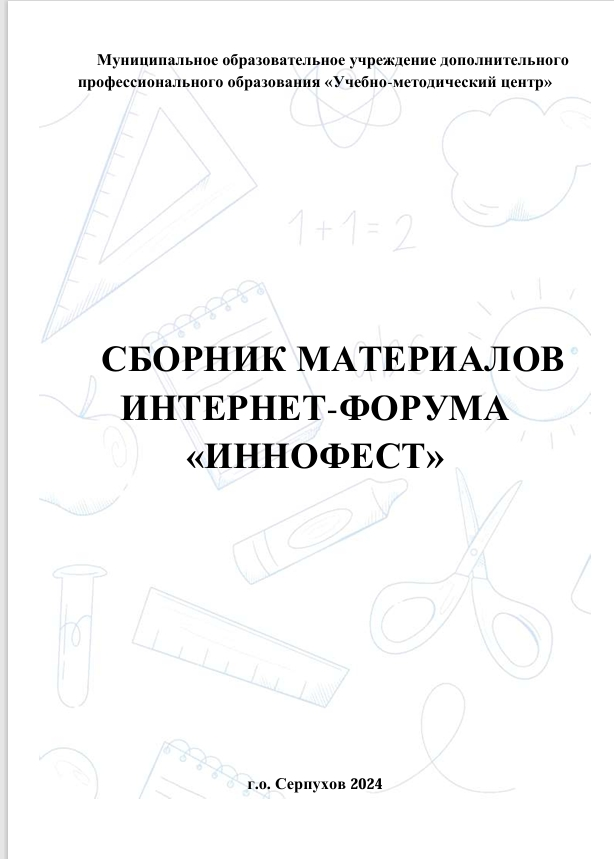 Муниципальное образовательное учреждение дополнительного
профессионального образования «Учебно-методический центр»
1+1=2
abc
СБОРНИК МАТЕРИАЛОВ
ИНТЕРНЕТ-ФОРУМА
«ИННОФЕСТ»
г.о. Серпухов 2024